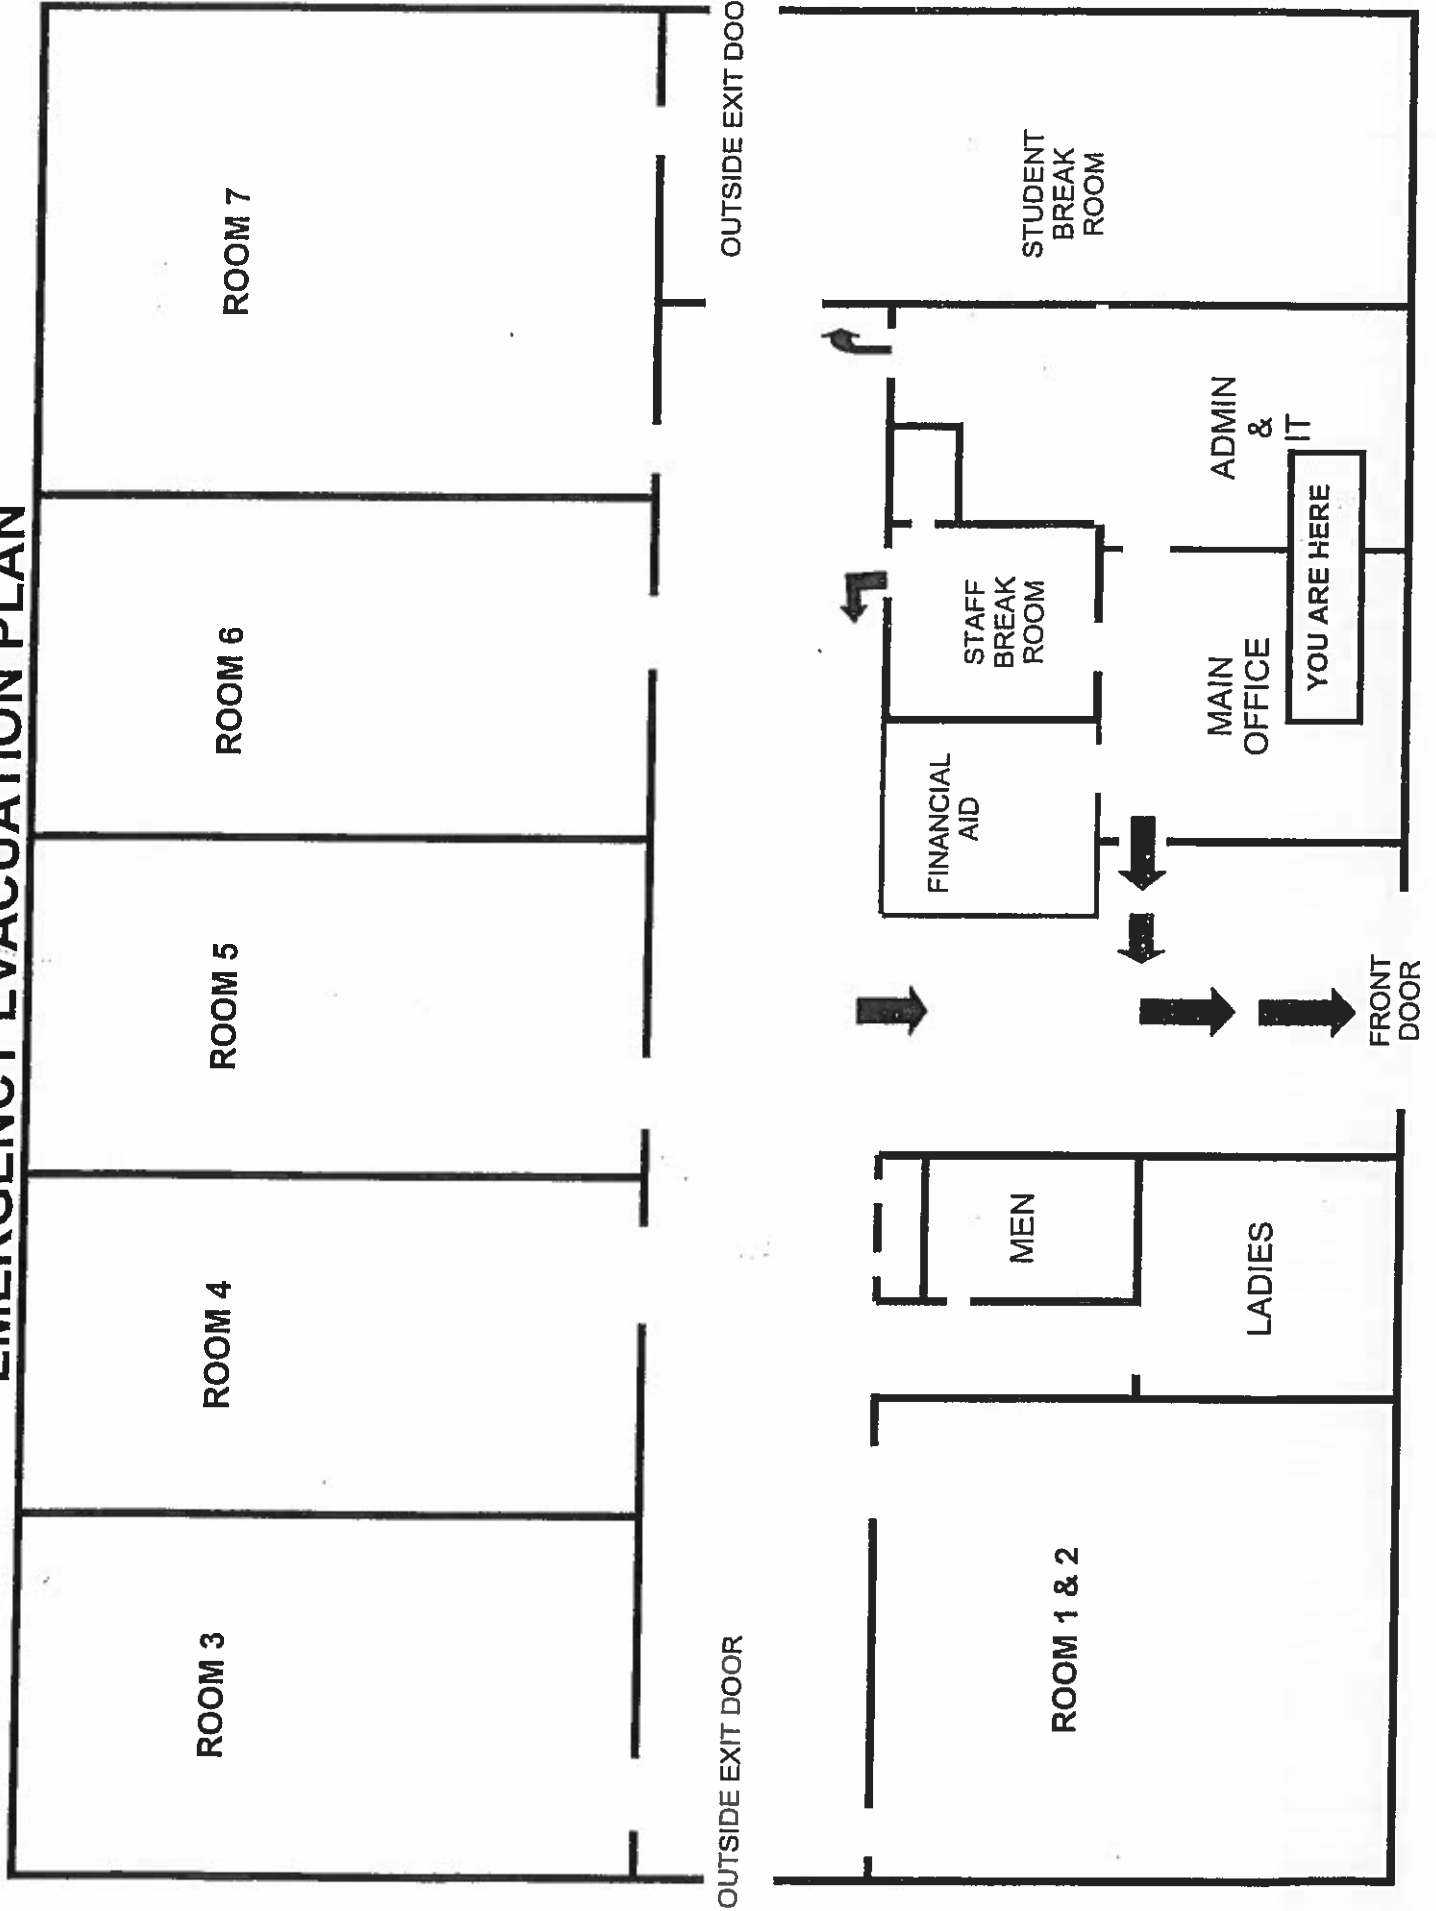 EMERGENCY EVACUATION PLAN
ROOM 3
ROOM 4
ROOM 5
ROOM 6
ROOM 7
OUTSIDE EXIT DOOR
OUTSIDE EXIT DOO
ROOM 1 & 2
MEN
LADIES
FINANCIAL
AID
STAFF
BREAK
ROOM
STUDENT
BREAK
ROOM
MAIN
OFFICE
ADMIN
&
IT
YOU ARE HERE
FRONT
DOOR